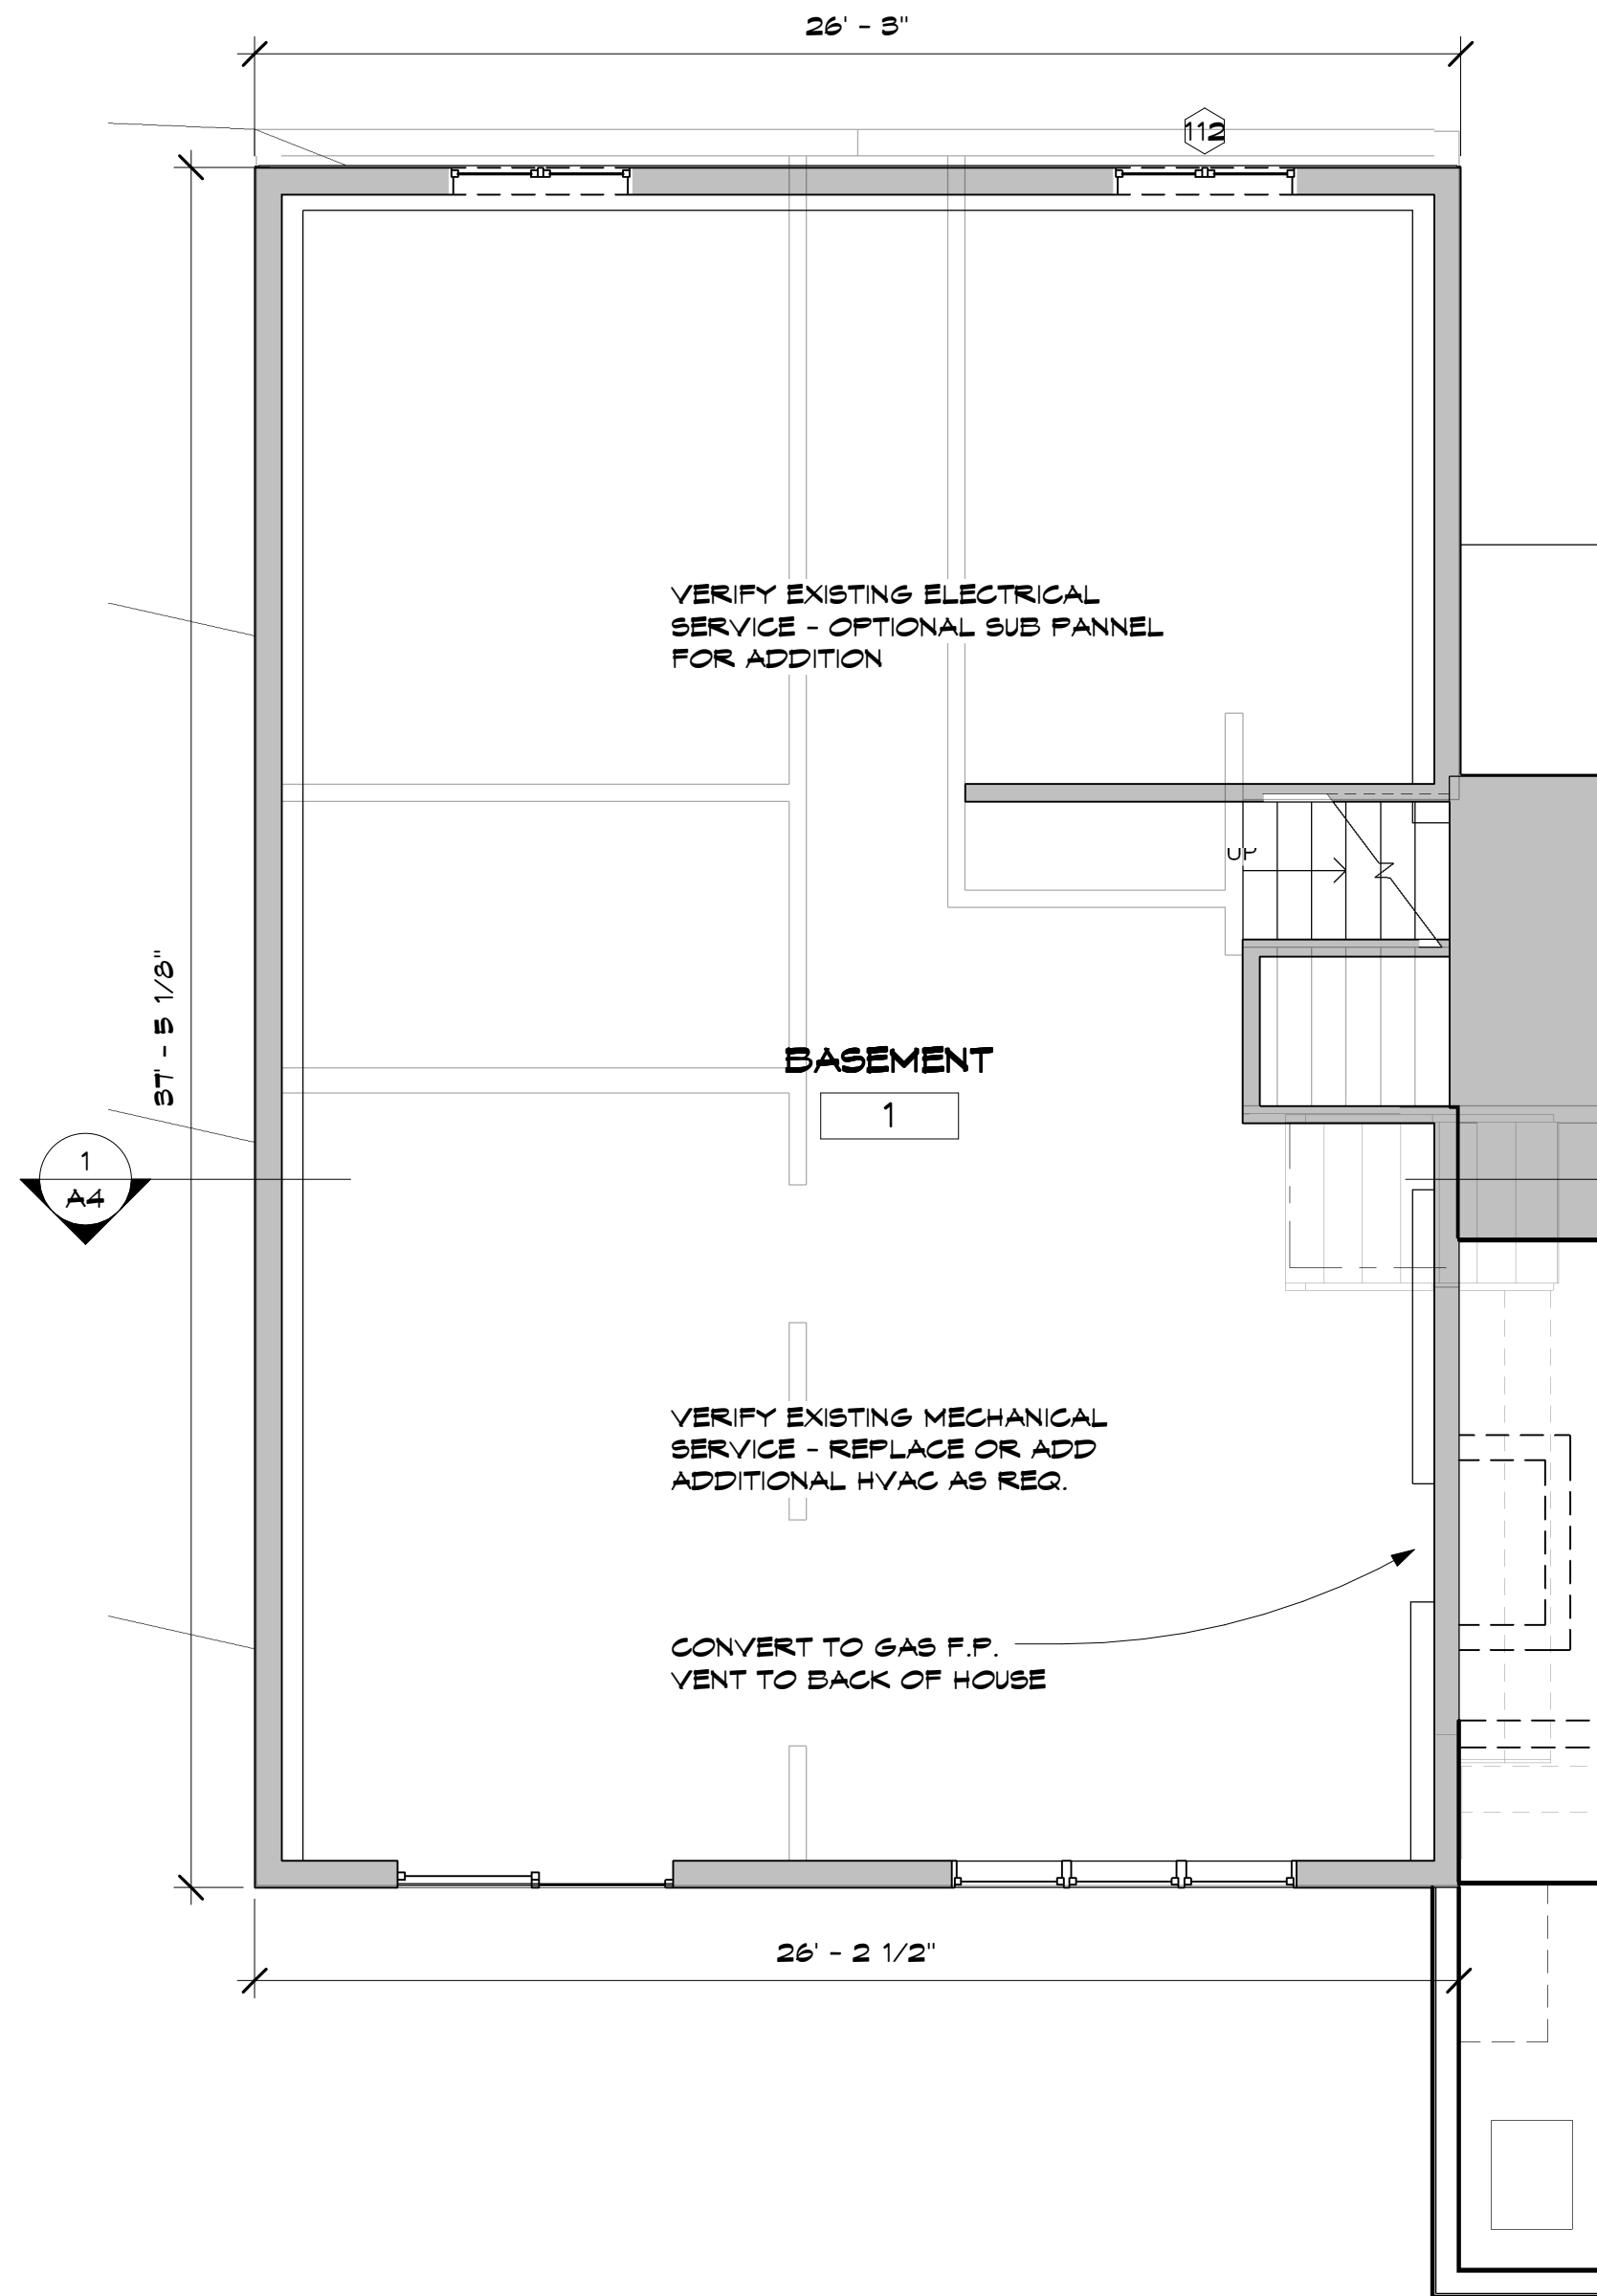 26' - 3"
112
VERIFY EXISTING ELECTRICAL
SERVICE - OPTIONAL SUB PANNEL
FOR ADDITION
UP
37' - 5 1/8"
BASEMENT
1
1
A4
VERIFY EXISTING MECHANICAL
SERVICE - REPLACE OR ADD
ADDITIONAL HVAC AS REQ.
CONVERT TO GAS F.P.
VENT TO BACK OF HOUSE
26' - 2 1/2"